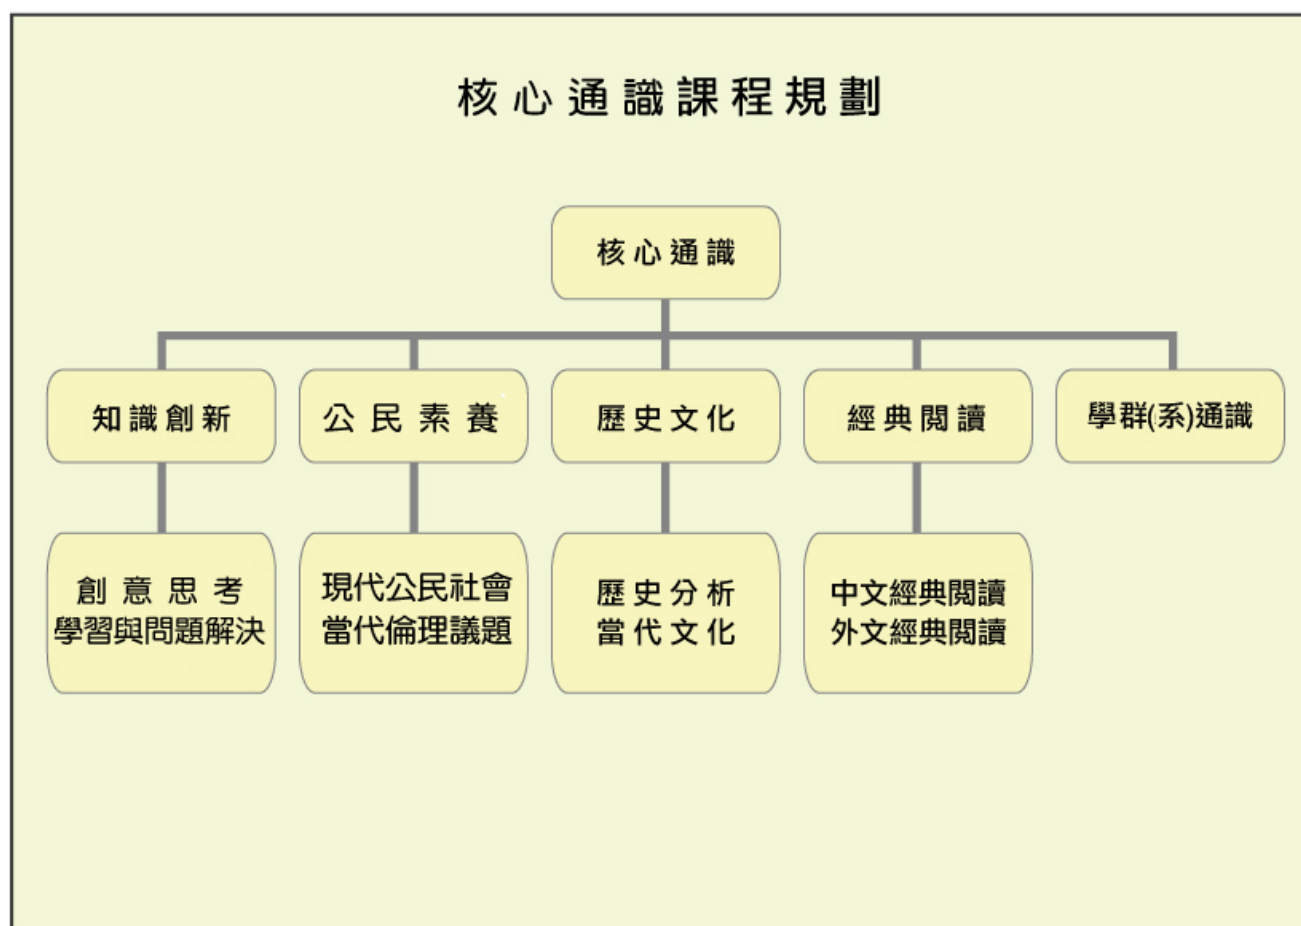 核心通識課程規劃
核心通識
知識創新
公民素養
歷史文化
經典閱讀
學群(系)通識
創意思考
學習與問題解決
現代公民社會
當代倫理議題
歷史分析
當代文化
中文經典閱讀
外文經典閱讀